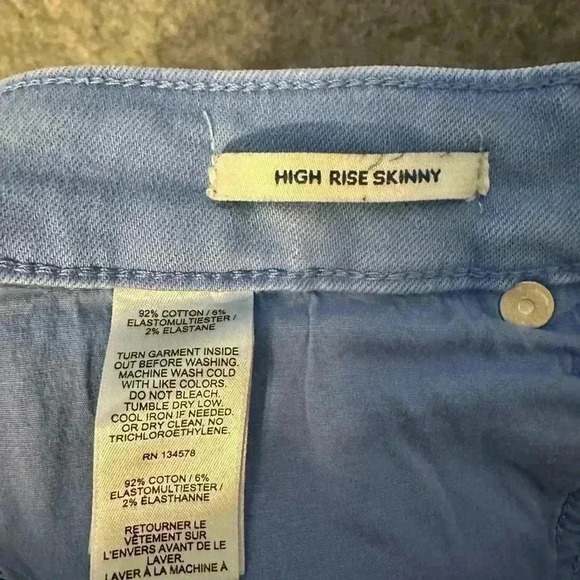 HIGH RISE SKINNY
92% COTTON / 6%
ELASTOMULTIESTER /
2% ELASTANE
TURN GARMENT INSIDE
OUT BEFORE WASHING.
MACHINE WASH COLD
WITH LIKE COLORS.
DO NOT BLEACH.
TUMBLE DRY LOW.
COOL IRON IF NEEDED.
OR DRY CLEAN, NO
TRICHLOROETHYLENE.
RN 134578
92% COTON / 6%
ELASTOMULTIESTER /
2% ÉLASTHANNE
RETOURNER LE
VÊTEMENT SUR
L'ENVERS AVANT DE LE
LAVER.
LAVER À LA MACHINE À